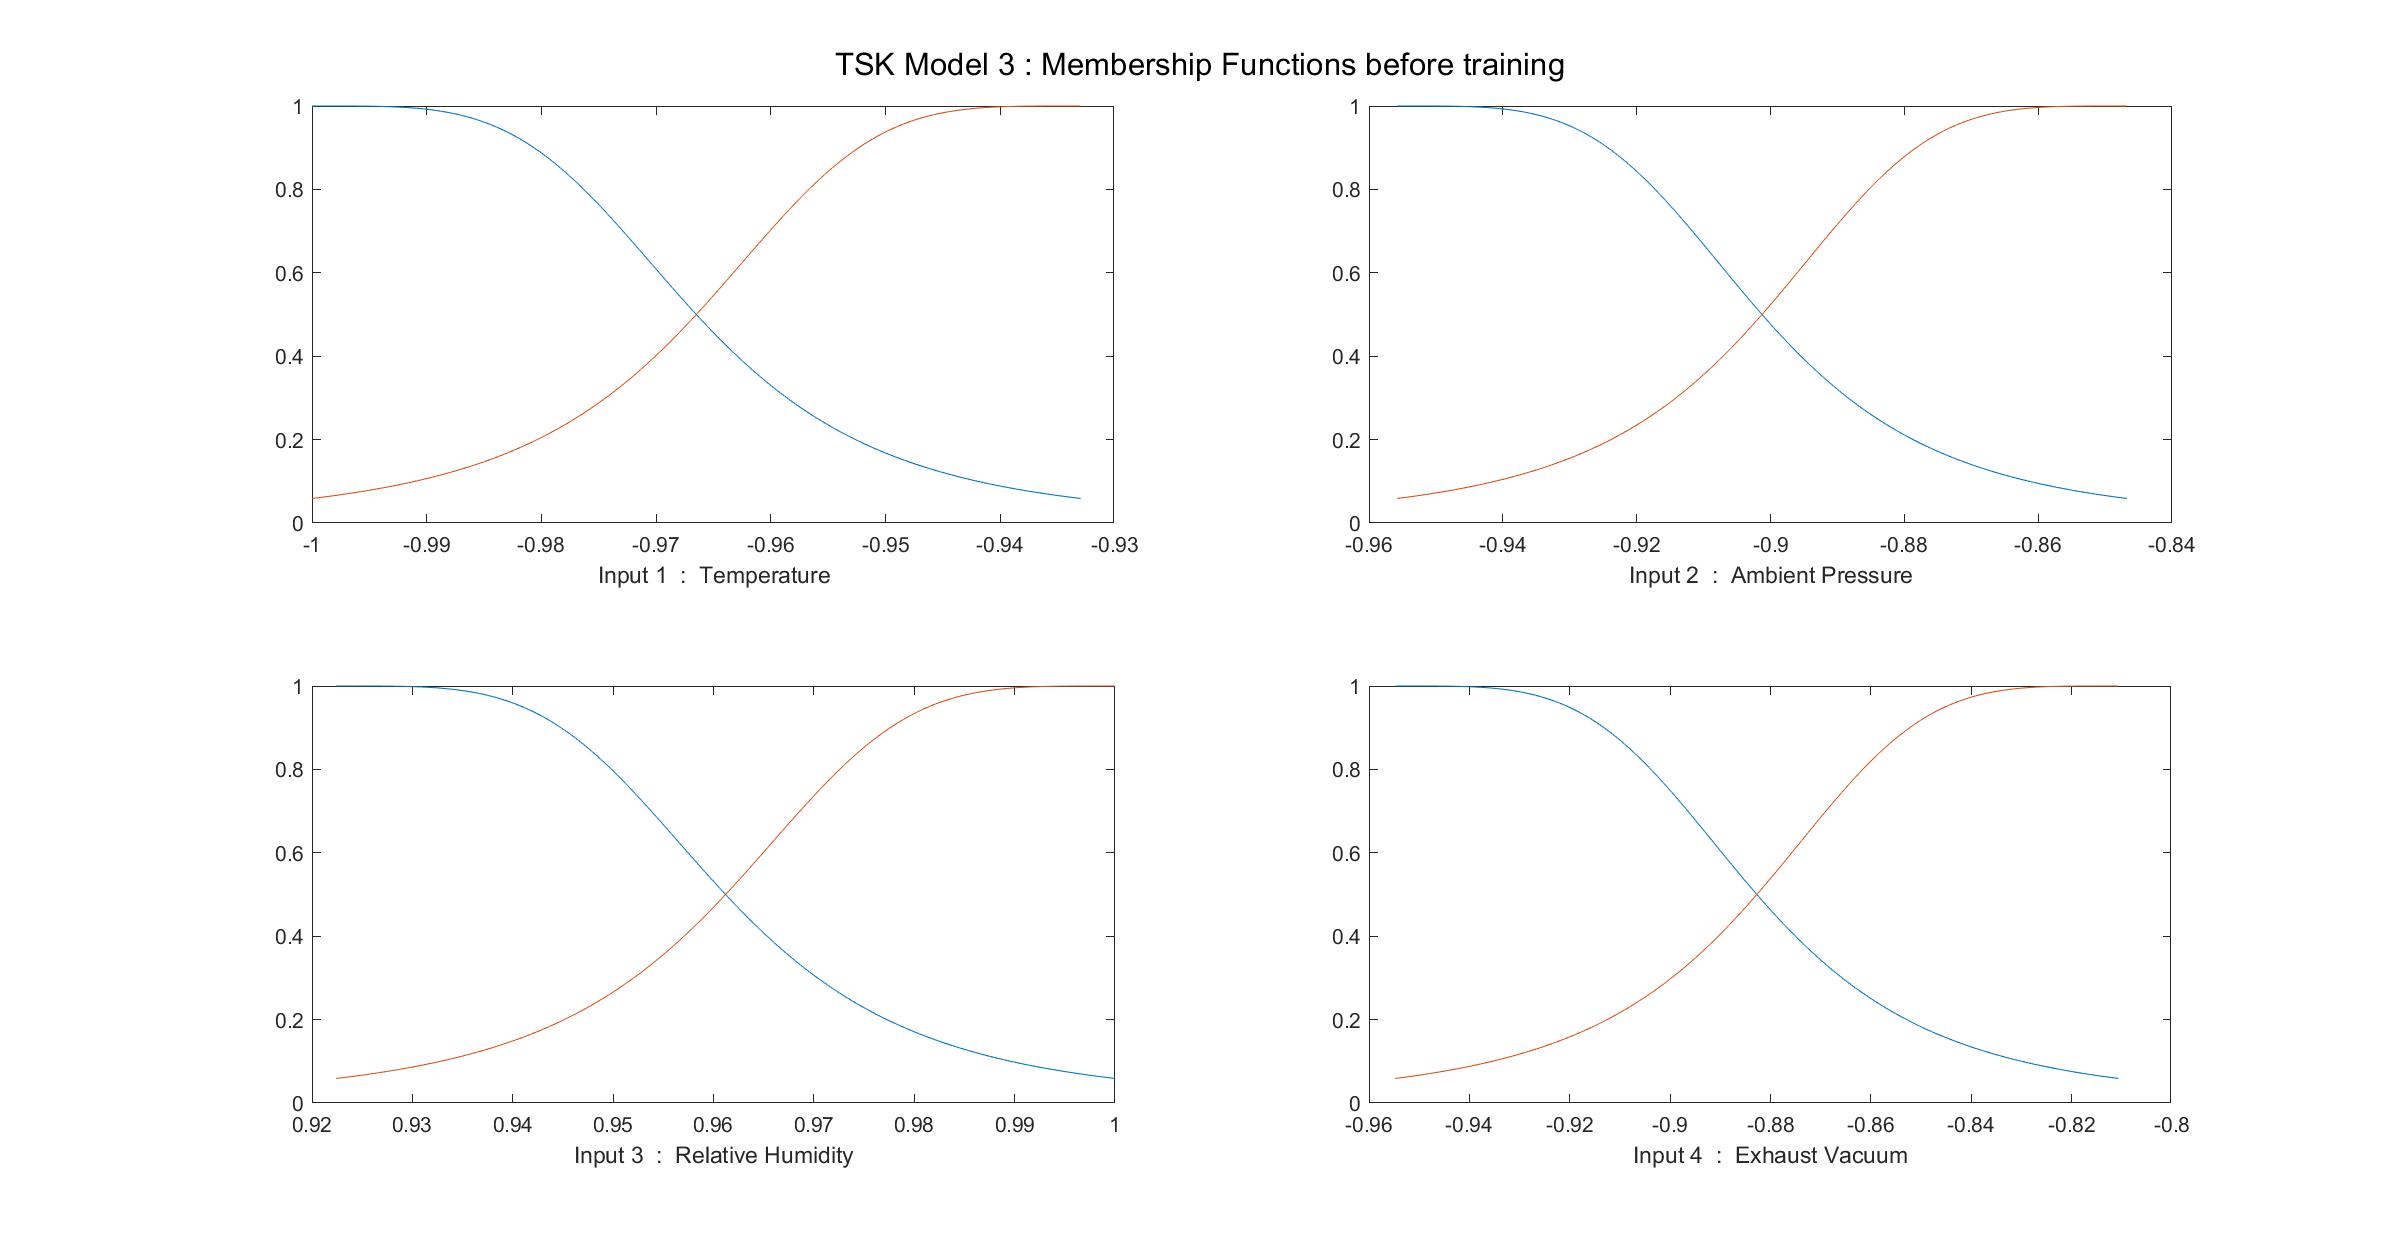 TSK Model 3 : Membership Functions before training
1
0.8
0.6
0.4
0.2
0
-1 -0.99 -0.98 -0.97 -0.96 -0.95 -0.94 -0.93
Input 1 : Temperature
1
0.8
0.6
0.4
0.2
0
-0.96 -0.94 -0.92 -0.9 -0.88 -0.86 -0.84
Input 2 : Ambient Pressure
1
0.8
0.6
0.4
0.2
0
0.92 0.93 0.94 0.95 0.96 0.97 0.98 0.99 1
Input 3 : Relative Humidity
1
0.8
0.6
0.4
0.2
0
-0.96 -0.94 -0.92 -0.9 -0.88 -0.86 -0.84 -0.82 -0.8
Input 4 : Exhaust Vacuum